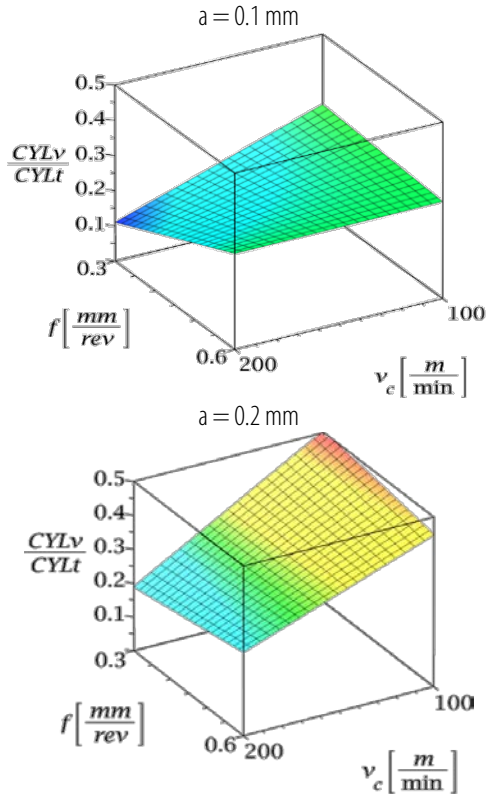 a = 0.1 mm
0.5
0.4
CYLv
CYLt
0.3
0.2
0.1
0.3
f [mm/rev]
0.6
200
100
v_c [m/min]
a = 0.2 mm
0.5
0.4
CYLv
CYLt
0.3
0.2
0.1
0.3
f [mm/rev]
0.6
200
100
v_c [m/min]